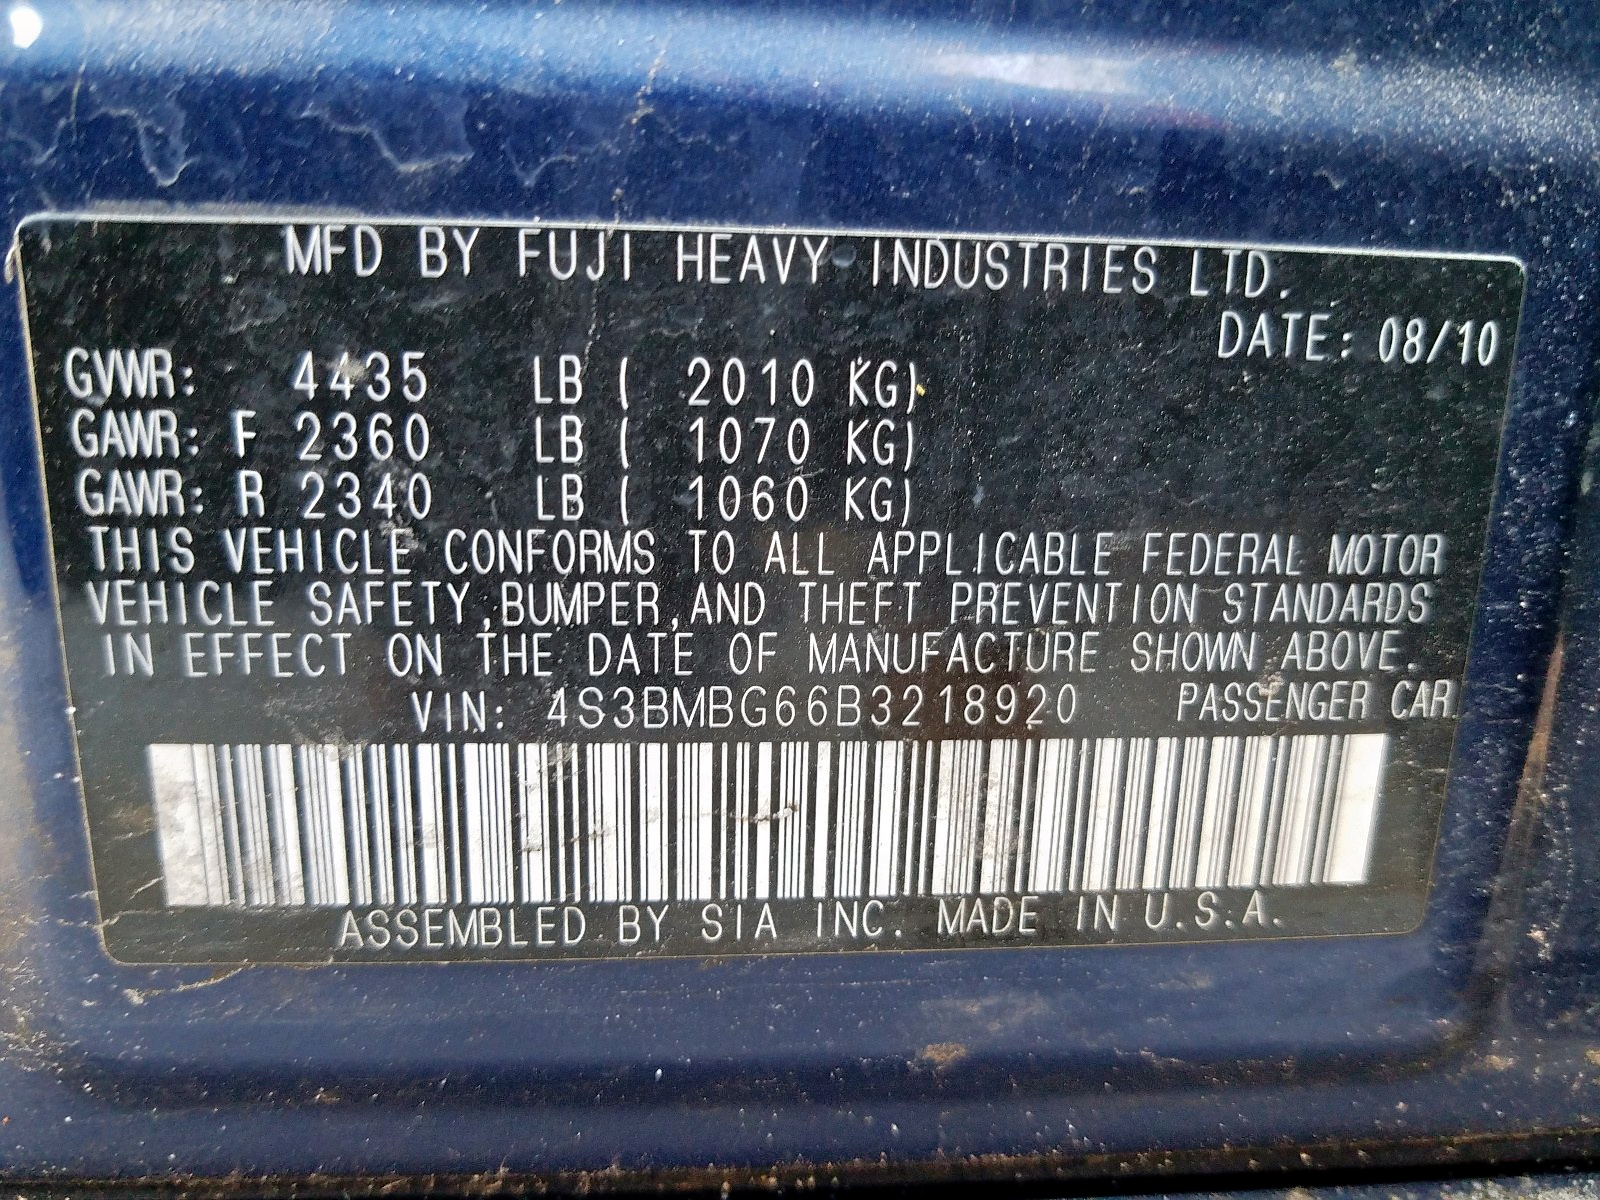 MFD BY FUJI HEAVY INDUSTRIES LTD.
DATE: 08/10
GVWR: 4435 LB ( 2010 KG)
GAWR: F 2360 LB ( 1070 KG)
GAWR: R 2340 LB ( 1060 KG)
THIS VEHICLE CONFORMS TO ALL APPLICABLE FEDERAL MOTOR
VEHICLE SAFETY,BUMPER,AND THEFT PREVENTION STANDARDS
IN EFFECT ON THE DATE OF MANUFACTURE SHOWN ABOVE.
VIN: 4S3BMBG66B3218920 PASSENGER CAR.
ASSEMBLED BY SIA INC. MADE IN U.S.A.